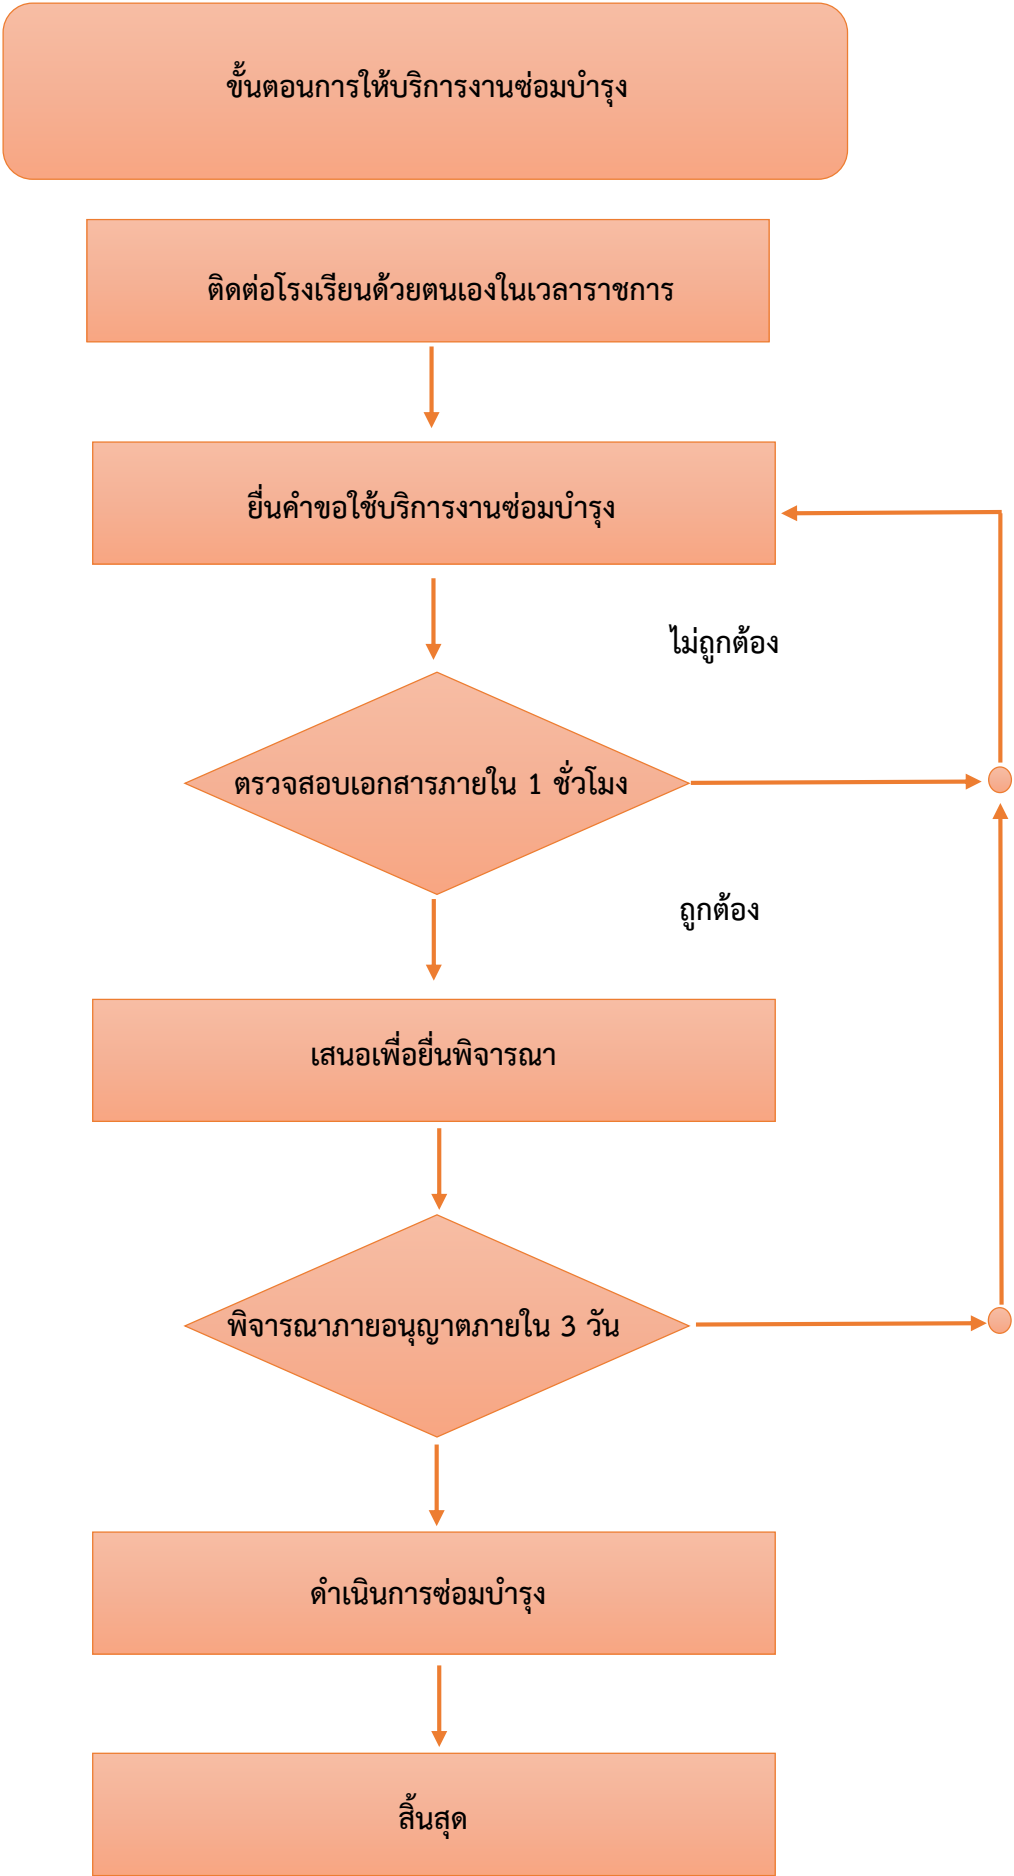 ขั้นตอนการให้บริการงานซ่อมบำรุง
ติดต่อโรงเรียนด้วยตนเองในเวลาราชการ
ยื่นคำขอใช้บริการงานซ่อมบำรุง
ไม่ถูกต้อง
ตรวจสอบเอกสารภายใน 1 ชั่วโมง
ถูกต้อง
เสนอเพื่อยื่นพิจารณา
พิจารณาภายอนุญาตภายใน 3 วัน
ดำเนินการซ่อมบำรุง
สิ้นสุด